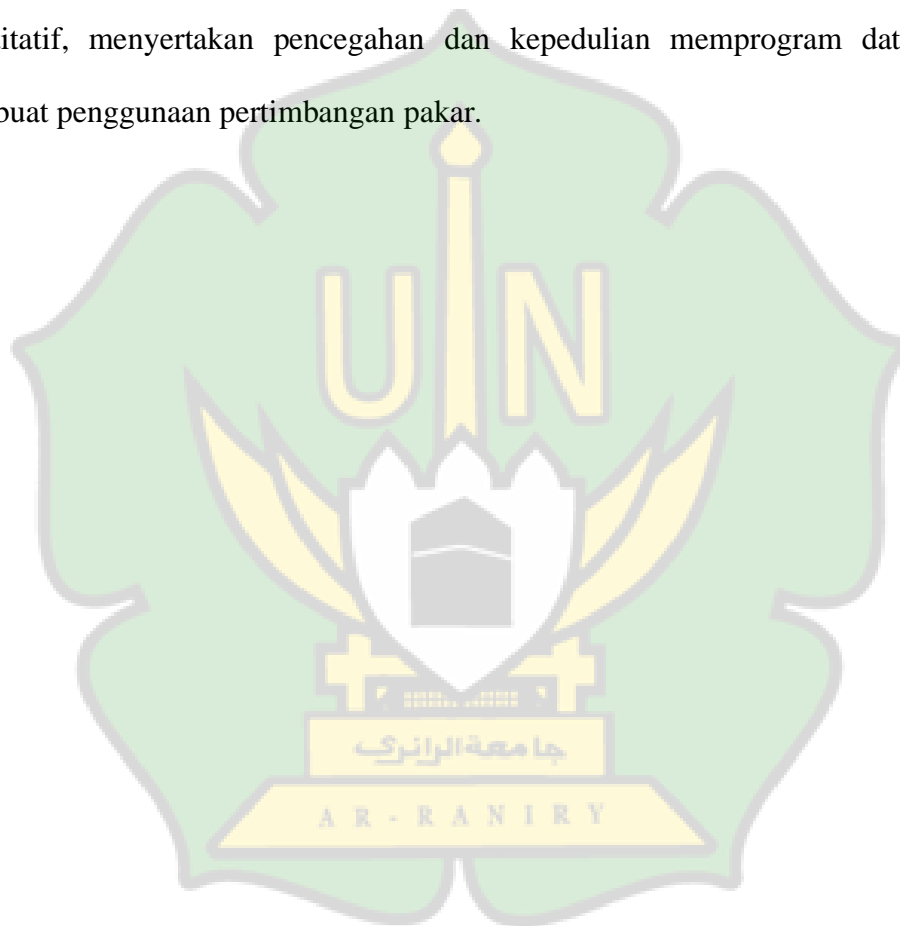 itatif, menyertakan pencegahan dan kepedulian memprogram dat
buat penggunaan pertimbangan pakar.
UIN
جامعة الرانري
AR-RANIRY